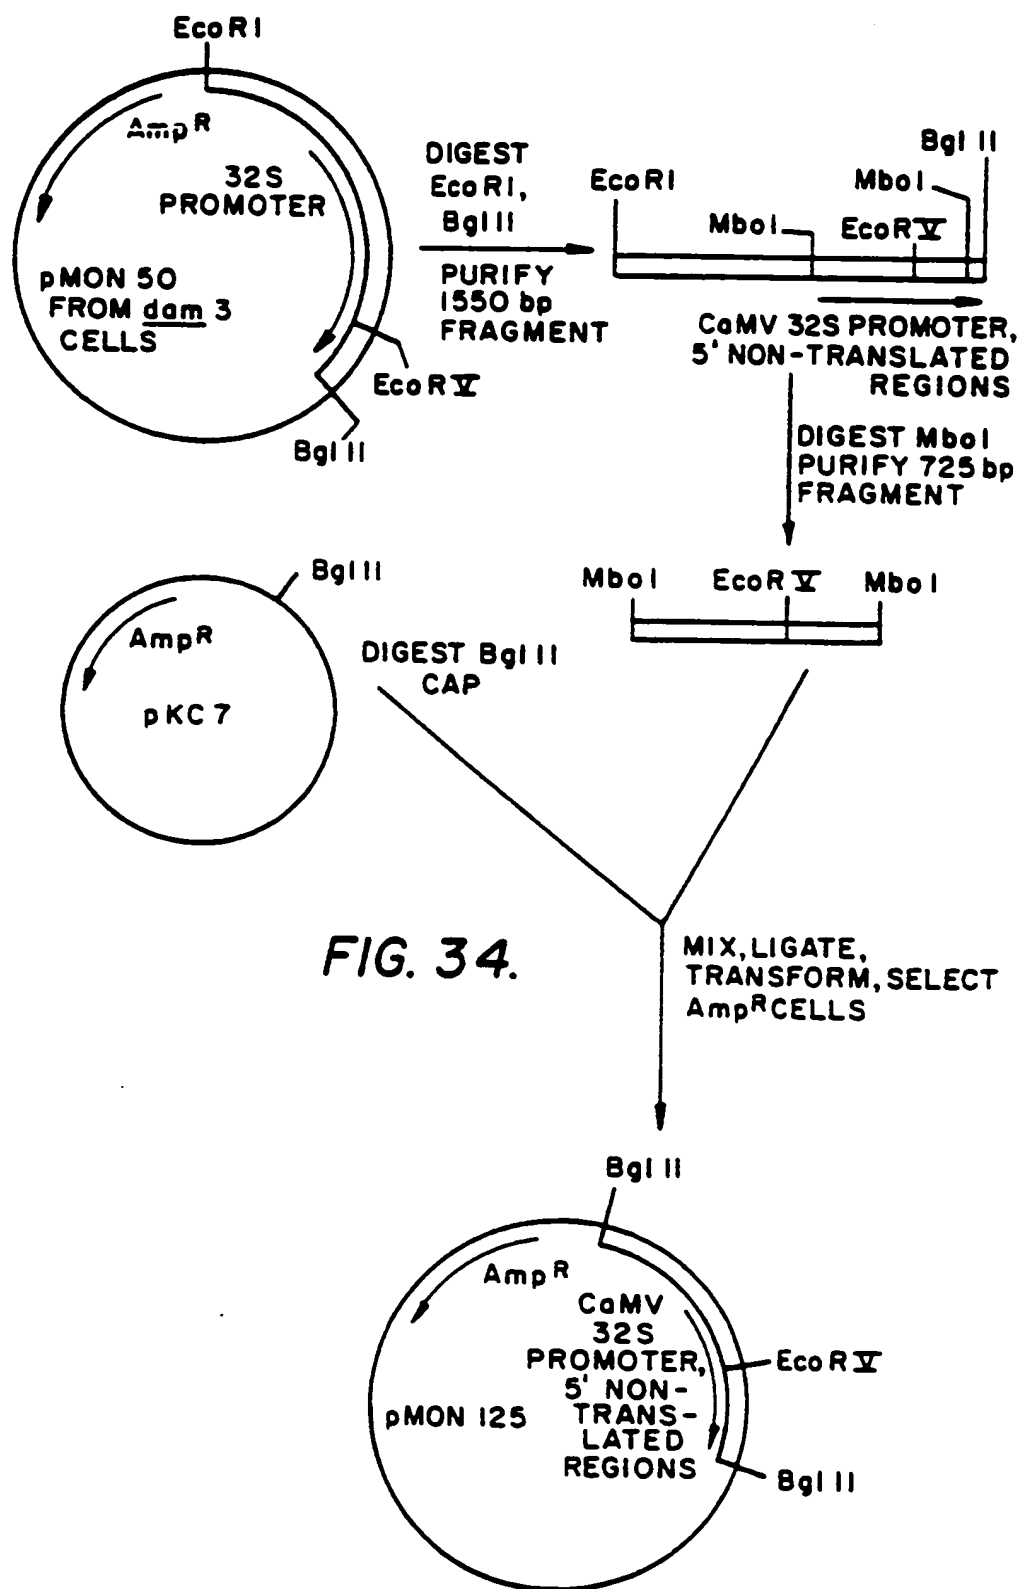 EcoRI
AmpR
32S
PROMOTER
pMON 50
FROM dam 3
CELLS
EcoRV
BglII
DIGEST
EcoRI,
BglII
PURIFY
1550 bp
FRAGMENT
EcoRI
MboI
EcoRV
MboI
BglII
CaMV 32S PROMOTER,
5' NON-TRANSLATED
REGIONS
DIGEST MboI
PURIFY 725 bp
FRAGMENT
BglII
AmpR
pKC7
DIGEST BglII
CAP
MboI
EcoRV
MboI
FIG. 34.
MIX, LIGATE,
TRANSFORM, SELECT
AmpR CELLS
BglII
AmpR
CaMV
32S
PROMOTER,
5' NON-
TRANS-
LATED
REGIONS
pMON 125
EcoRV
BglII